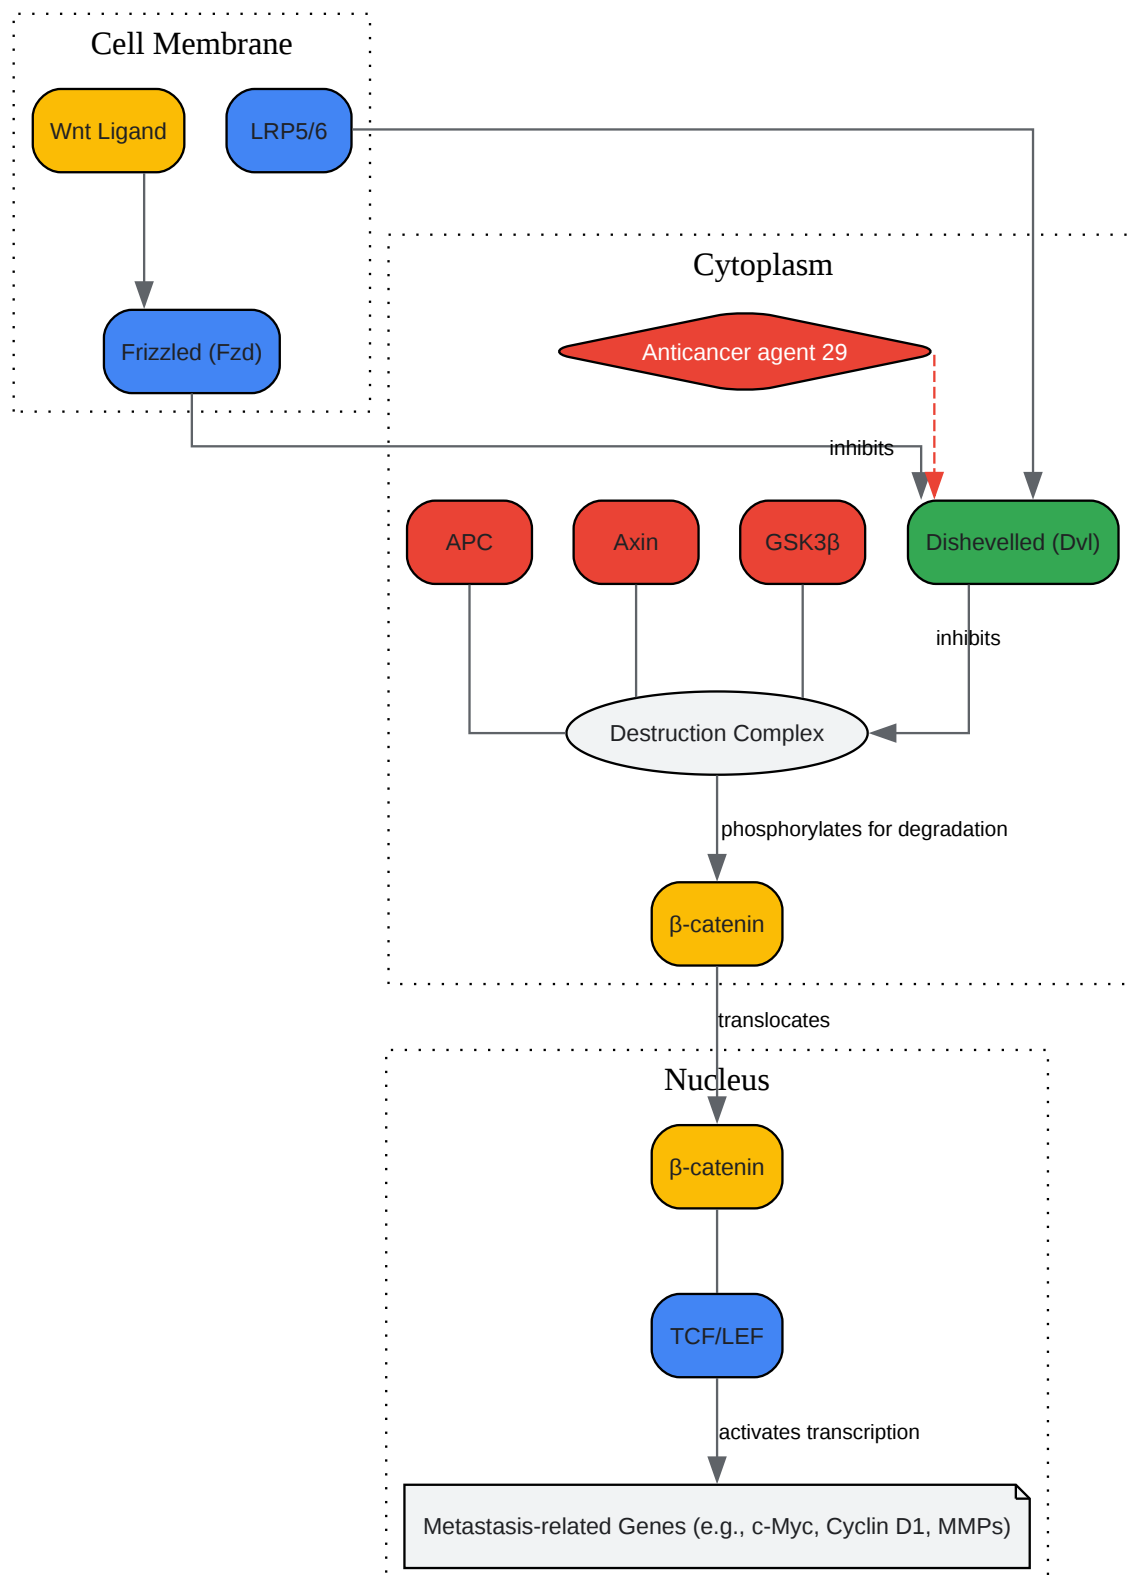 Cell Membrane
Wnt Ligand
LRP5/6
Frizzled (Fzd)
Cytoplasm
Anticancer agent 29
inhibits
APC
Axin
GSK3β
Dishevelled (Dvl)
inhibits
Destruction Complex
phosphorylates for degradation
β-catenin
translocates
Nucleus
β-catenin
TCF/LEF
activates transcription
Metastasis-related Genes (e.g., c-Myc, Cyclin D1, MMPs)